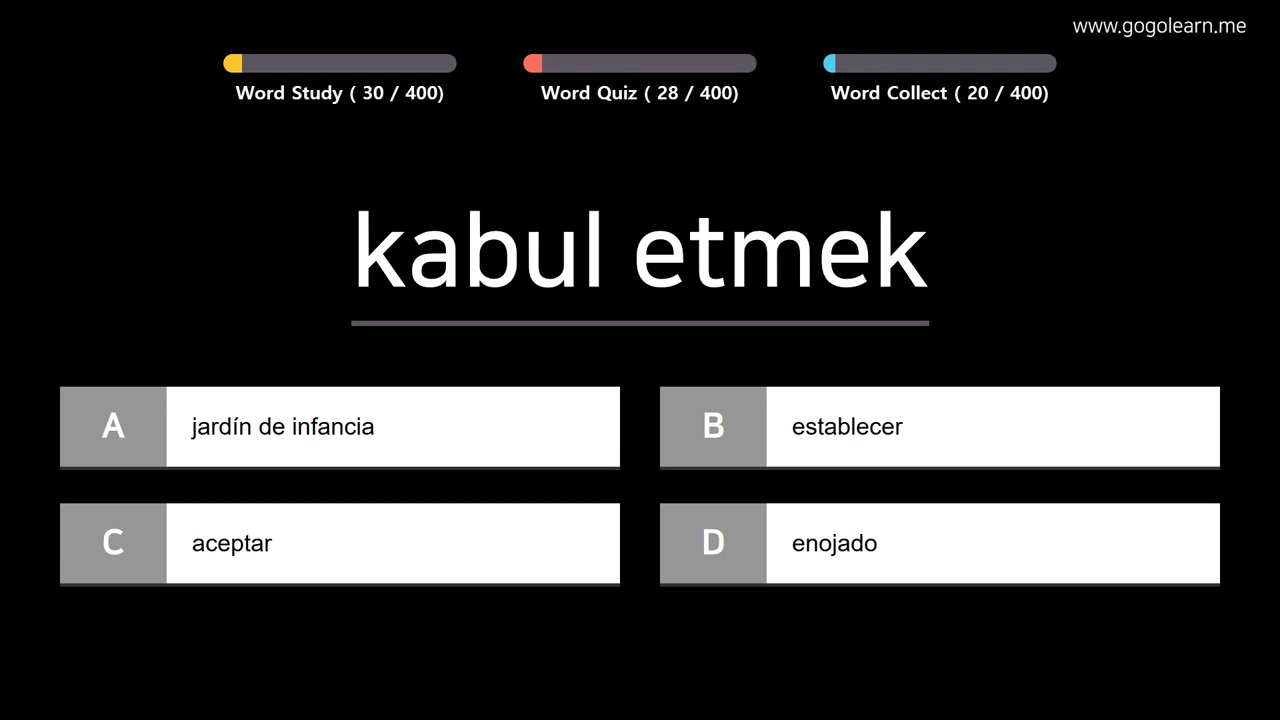 www.gogolearn.me
Word Study ( 30 / 400)
Word Quiz ( 28 / 400)
Word Collect ( 20 / 400)
kabul etmek
A jardín de infancia
B establecer
C aceptar
D enojado